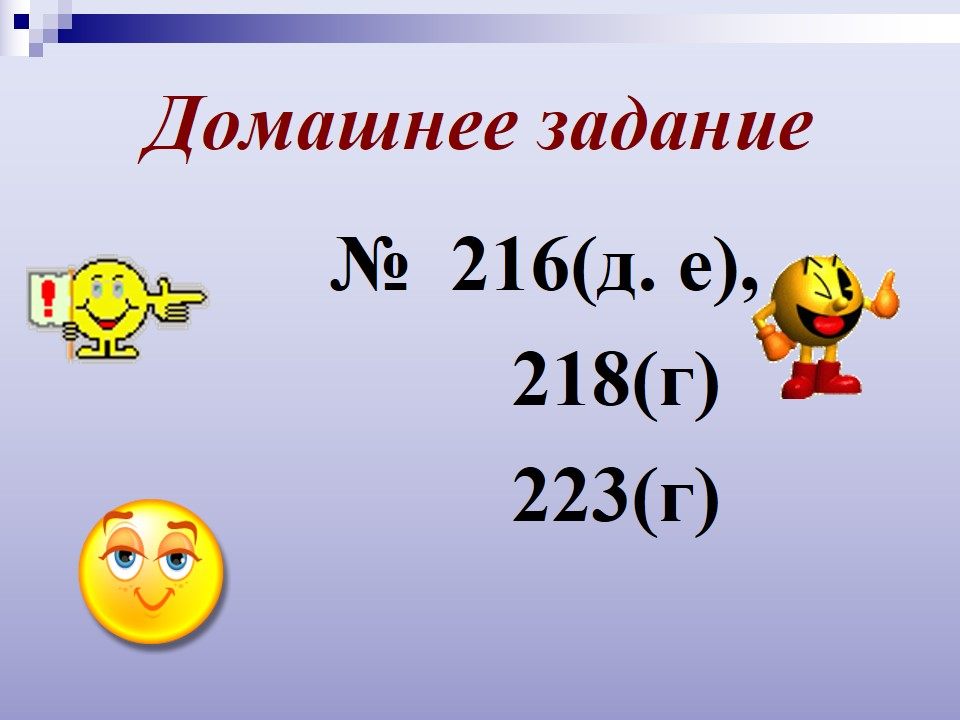 Домашнее задание
№ 216(д. е),
218(г)
223(г)
!